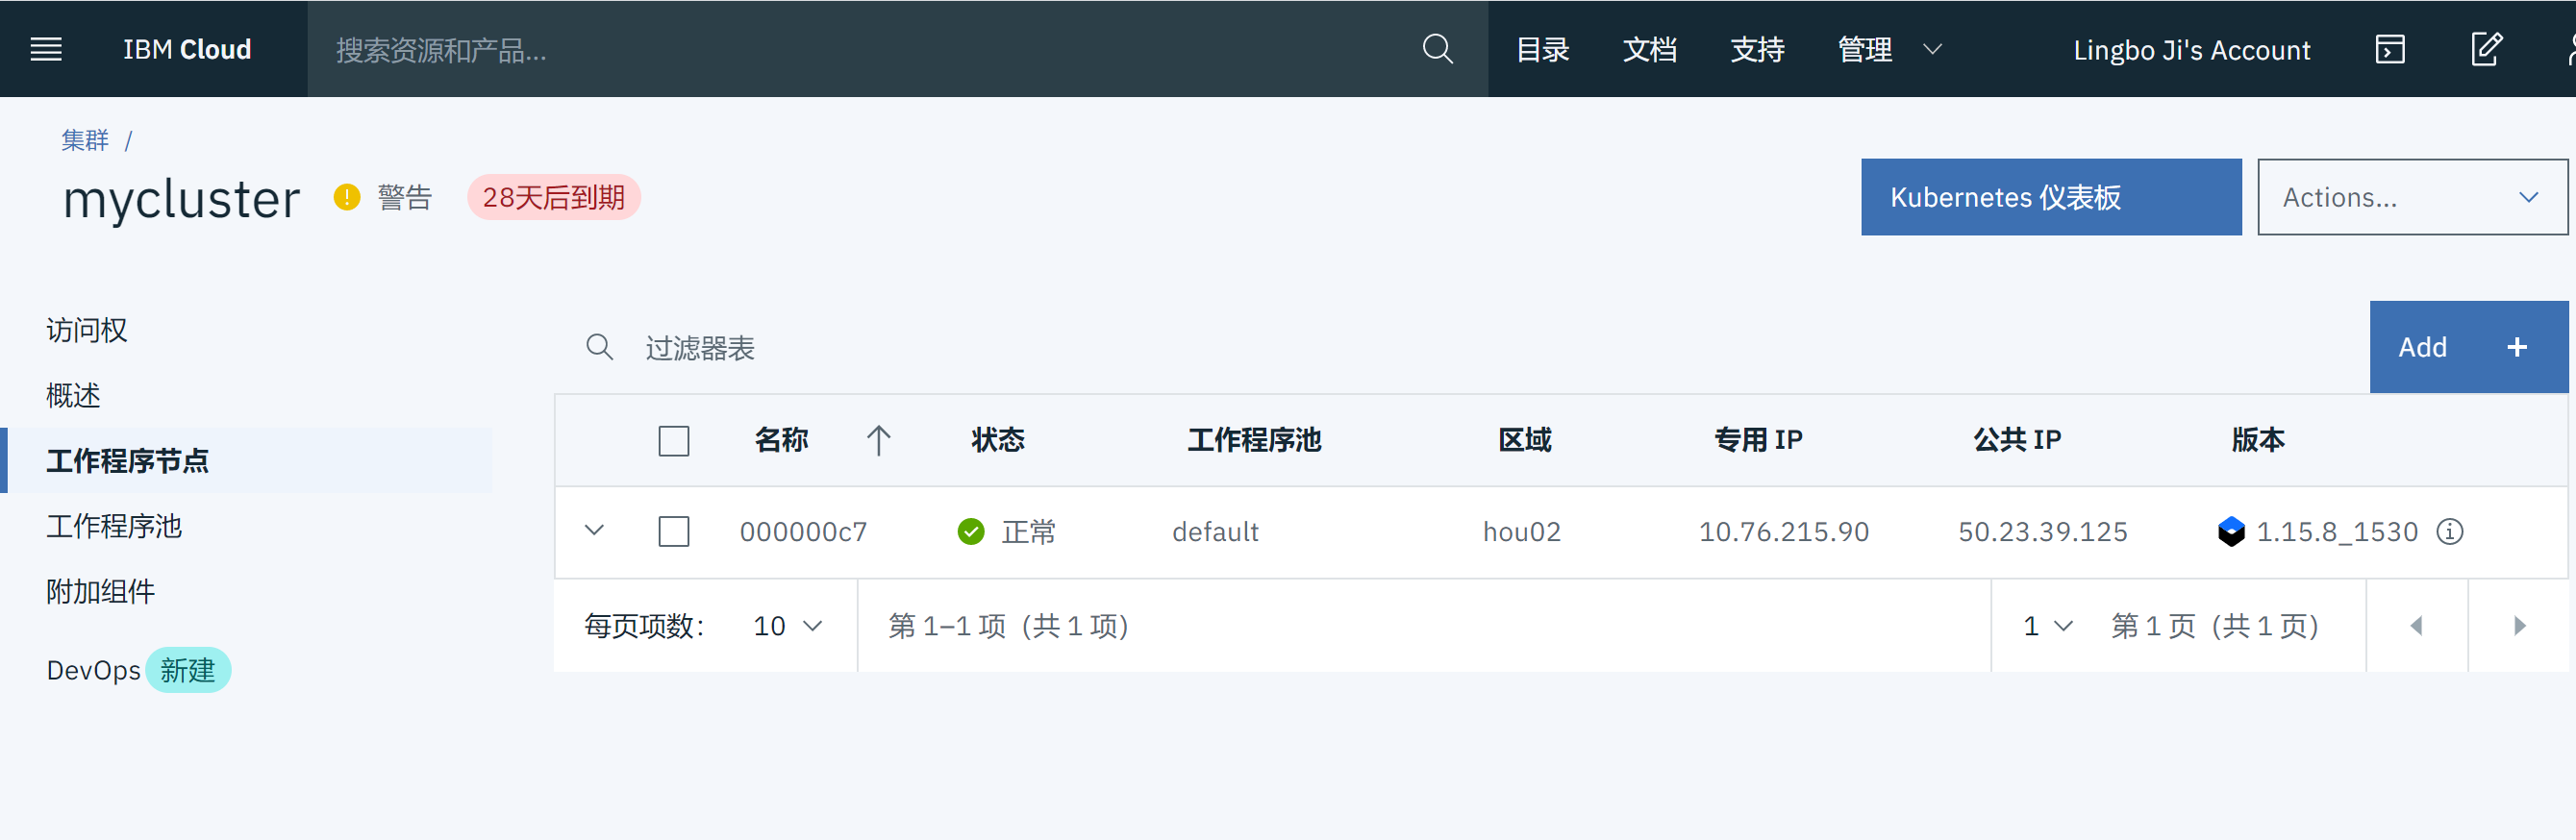 IBM Cloud 搜索资源和产品... 目录 文档 支持 管理 Lingbo Ji's Account
集群 /
mycluster 警告 28天后到期 Kubernetes 仪表板 Actions...
访问权
概述
工作程序节点
工作程序池
附加组件
DevOps 新建
过滤器表 Add
名称 状态 工作程序池 区域 专用 IP 公共 IP 版本
000000c7 正常 default hou02 10.76.215.90 50.23.39.125 1.15.8_1530
每页项数: 10 第 1–1 项 (共 1 项) 1 第 1 页 (共 1 页)